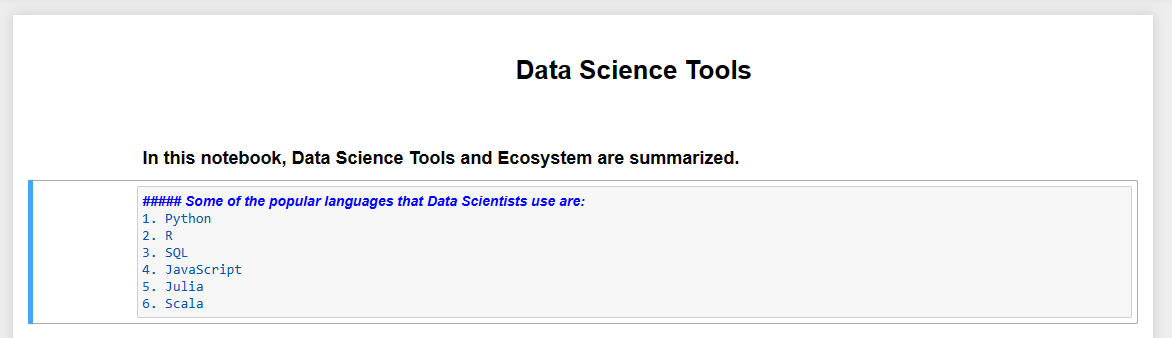 Data Science Tools
In this notebook, Data Science Tools and Ecosystem are summarized.
##### Some of the popular languages that Data Scientists use are:
1. Python
2. R
3. SQL
4. JavaScript
5. Julia
6. Scala